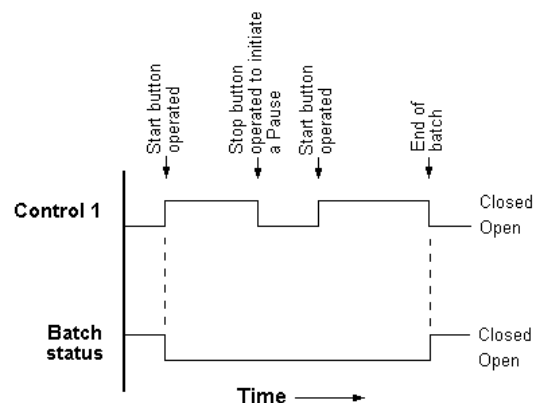 Start button
operated
Stop button
operated to initiate
a Pause
Start button
operated
End of
batch
Control 1
Closed
Open
Batch
status
Closed
Open
Time